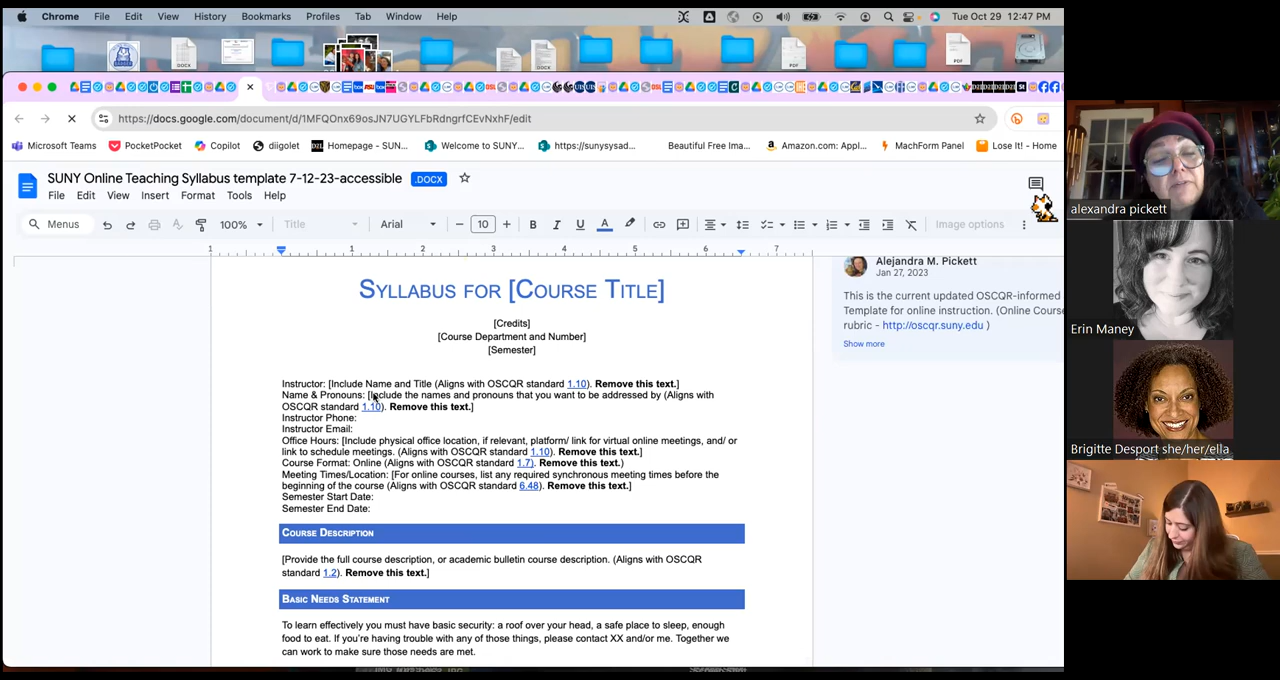 Chrome File Edit View History Bookmarks Profiles Tab Window Help Tue Oct 29 12:47 PM
DOCX
DOCX
PDF
PDF
https://docs.google.com/document/d/1MFQOnx69osJN7UGYLFbRdngrfCEvNxhF/edit
Microsoft Teams PocketPocket Copilot diigolet Homepage - SUN... Welcome to SUNY... https://sunysysad... Beautiful Free Ima... Amazon.com: Appl... MachForm Panel Lose It! - Home
SUNY Online Teaching Syllabus template 7-12-23-accessible .DOCX
File Edit View Insert Format Tools Help
Menus 100% Title Arial 10 B I U A Image options
1 1 2 3 4 5 6 7
Syllabus for [Course Title]
[Credits]
[Course Department and Number]
[Semester]
Instructor: [Include Name and Title (Aligns with OSCQR standard 1.10). Remove this text.]
Name & Pronouns: [Include the names and pronouns that you want to be addressed by (Aligns with
OSCQR standard 1.10). Remove this text.]
Instructor Phone:
Instructor Email:
Office Hours: [Include physical office location, if relevant, platform/ link for virtual online meetings, and/ or
link to schedule meetings. (Aligns with OSCQR standard 1.10). Remove this text.]
Course Format: Online (Aligns with OSCQR standard 1.7). Remove this text.)
Meeting Times/Location: [For online courses, list any required synchronous meeting times before the
beginning of the course (Aligns with OSCQR standard 6.48). Remove this text.]
Semester Start Date:
Semester End Date:
Course Description
[Provide the full course description, or academic bulletin course description. (Aligns with OSCQR
standard 1.2). Remove this text.]
Basic Needs Statement
To learn effectively you must have basic security: a roof over your head, a safe place to sleep, enough
food to eat. If you're having trouble with any of those things, please contact XX and/or me. Together we
can work to make sure those needs are met.
Alejandra M. Pickett
Jan 27, 2023
This is the current updated OSCQR-informed
Template for online instruction. (Online Course
rubric - http://oscqr.suny.edu )
Show more
alexandra pickett
Erin Maney
Brigitte Desport she/her/ella